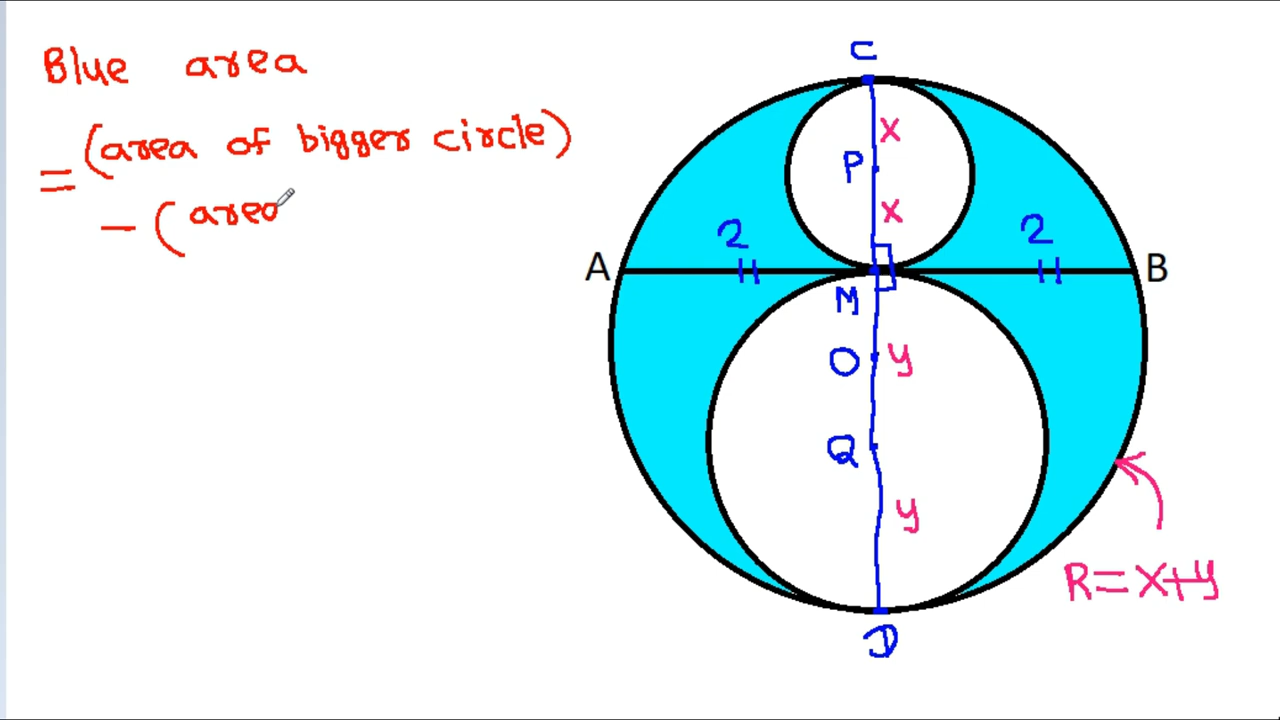 Blue area
= (area of bigger circle)
- (area
C
x
P
x
2
2
A
B
M
O
y
Q
y
R=x+y
D